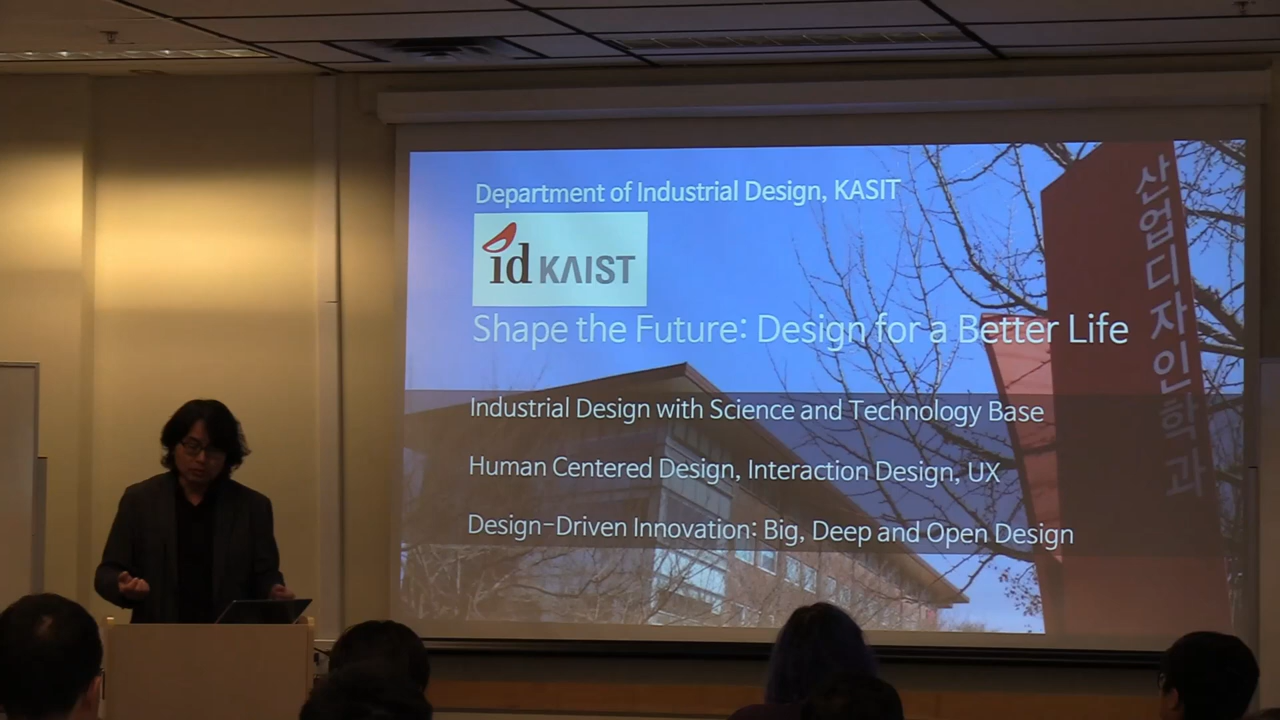 Department of Industrial Design, KASIT
id KAIST
Shape the Future: Design for a Better Life
Industrial Design with Science and Technology Base
Human Centered Design, Interaction Design, UX
Design-Driven Innovation: Big, Deep and Open Design
산업디자인학과